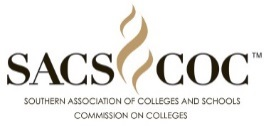 SACS COC™
SOUTHERN ASSOCIATION OF COLLEGES AND SCHOOLS
COMMISSION ON COLLEGES